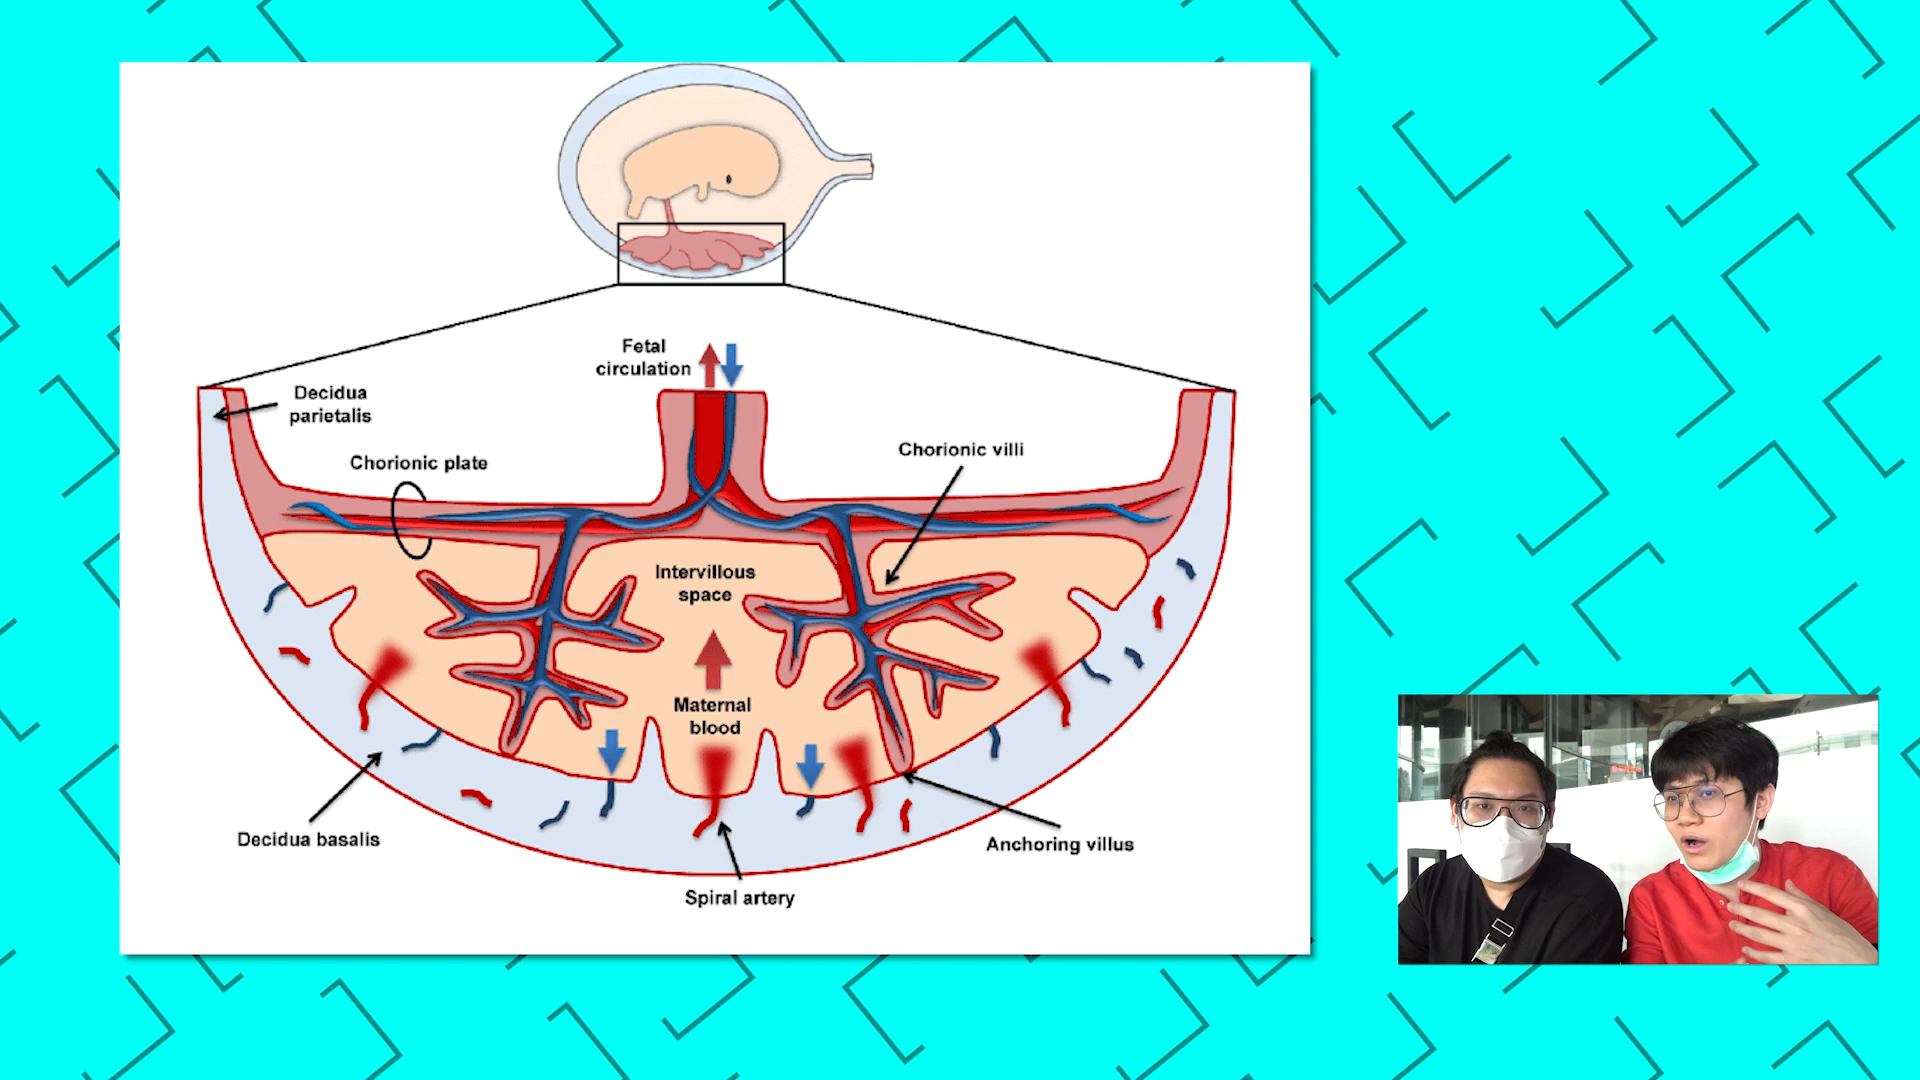 Fetal
circulation
Decidua
parietalis
Chorionic plate
Chorionic villi
Intervillous
space
Maternal
blood
Decidua basalis
Anchoring villus
Spiral artery